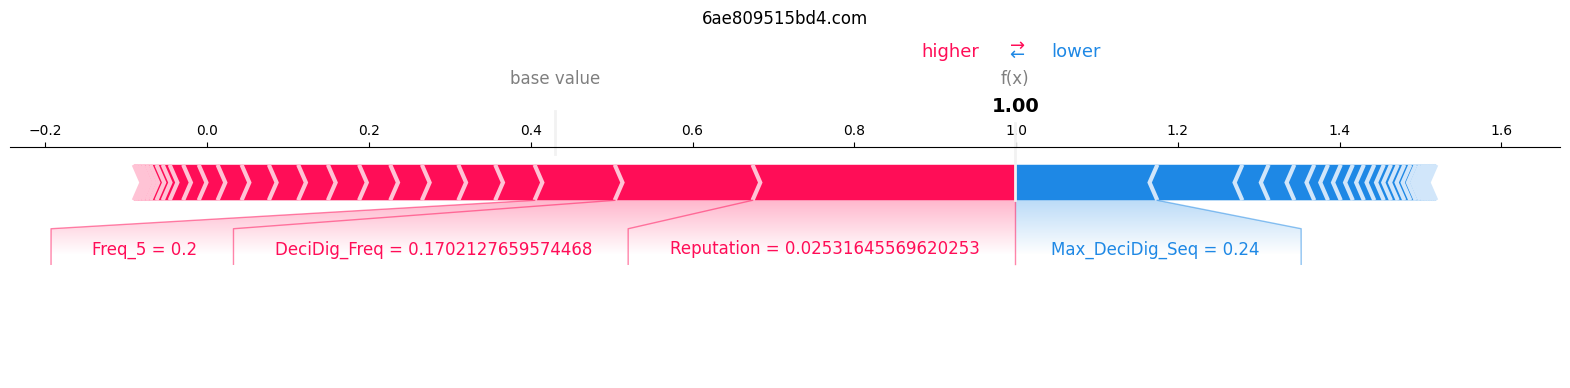 6ae809515bd4.com
higher ⇄ lower
base value f(x)
1.00
−0.2 0.0 0.2 0.4 0.6 0.8 1.0 1.2 1.4 1.6
Freq_5 = 0.2 DeciDig_Freq = 0.1702127659574468 Reputation = 0.02531645569620253 Max_DeciDig_Seq = 0.24